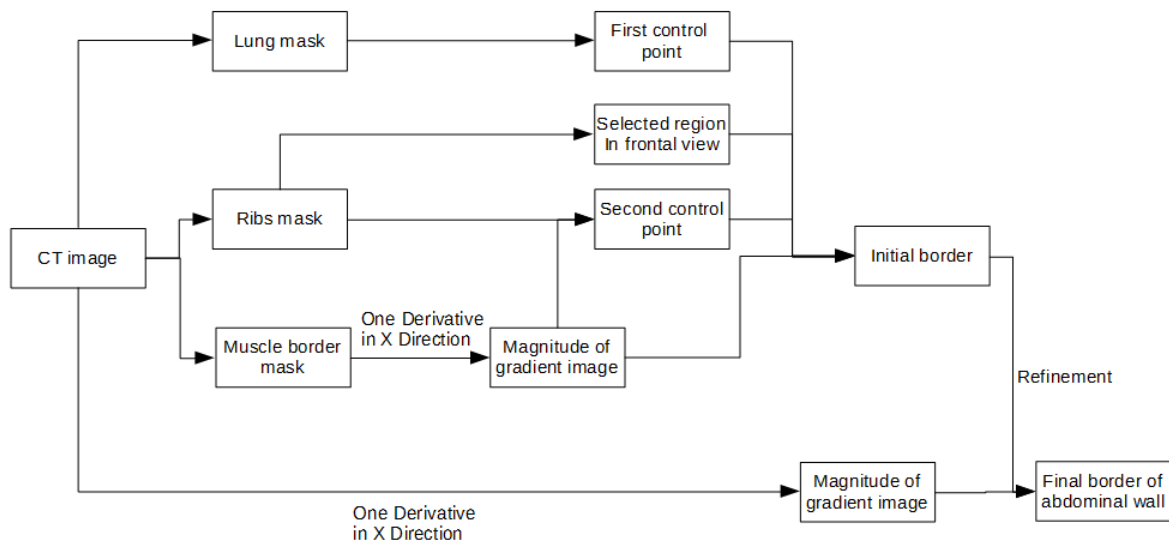 Lung mask
First control
point
Selected region
In frontal view
Ribs mask
Second control
point
CT image
Initial border
One Derivative
in X Direction
Muscle border
mask
Magnitude of
gradient image
Refinement
Magnitude of
gradient image
Final border of
abdominal wall
One Derivative
in X Direction